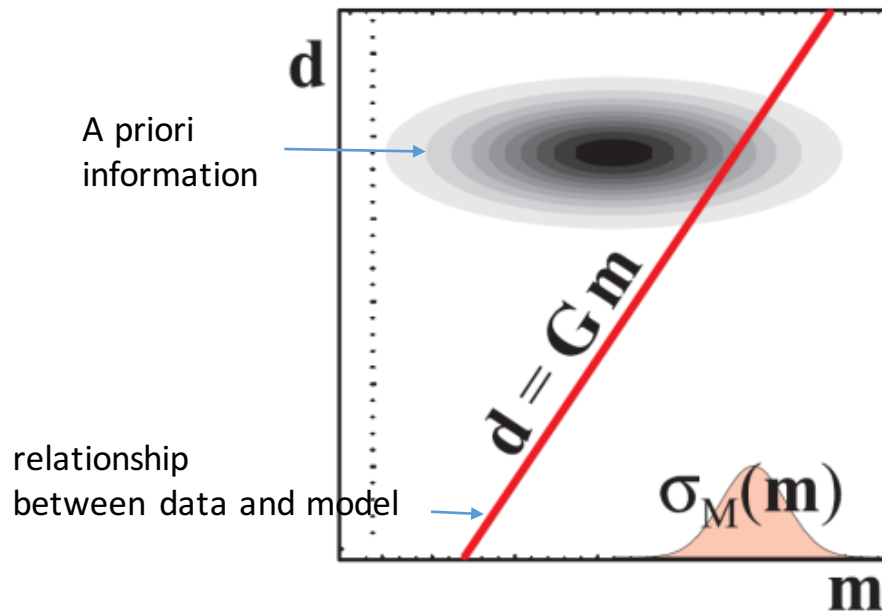 d
A priori
information
d = G m
relationship
between data and model
σM(m)
m